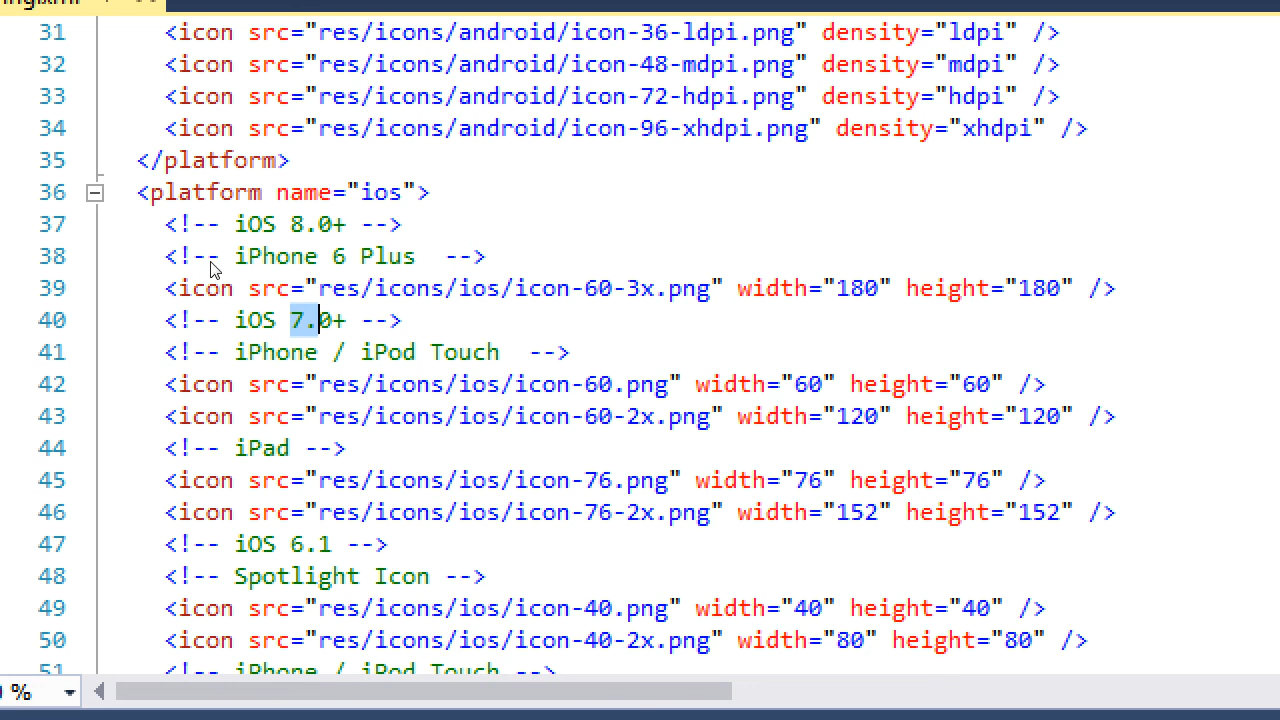 31 <icon src="res/icons/android/icon-36-ldpi.png" density="ldpi" />
32 <icon src="res/icons/android/icon-48-mdpi.png" density="mdpi" />
33 <icon src="res/icons/android/icon-72-hdpi.png" density="hdpi" />
34 <icon src="res/icons/android/icon-96-xhdpi.png" density="xhdpi" />
35 </platform>
36 <platform name="ios">
37 <!-- iOS 8.0+ -->
38 <!-- iPhone 6 Plus  -->
39 <icon src="res/icons/ios/icon-60-3x.png" width="180" height="180" />
40 <!-- iOS 7.0+ -->
41 <!-- iPhone / iPod Touch  -->
42 <icon src="res/icons/ios/icon-60.png" width="60" height="60" />
43 <icon src="res/icons/ios/icon-60-2x.png" width="120" height="120" />
44 <!-- iPad -->
45 <icon src="res/icons/ios/icon-76.png" width="76" height="76" />
46 <icon src="res/icons/ios/icon-76-2x.png" width="152" height="152" />
47 <!-- iOS 6.1 -->
48 <!-- Spotlight Icon -->
49 <icon src="res/icons/ios/icon-40.png" width="40" height="40" />
50 <icon src="res/icons/ios/icon-40-2x.png" width="80" height="80" />
51 <!-- iPhone / iPod Touch -->
%